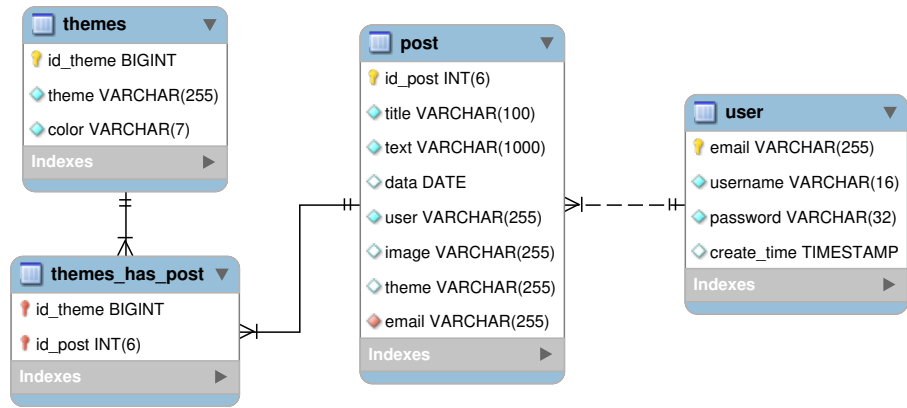 themes
id_theme BIGINT
theme VARCHAR(255)
color VARCHAR(7)
Indexes
themes_has_post
id_theme BIGINT
id_post INT(6)
Indexes
post
id_post INT(6)
title VARCHAR(100)
text VARCHAR(1000)
data DATE
user VARCHAR(255)
image VARCHAR(255)
theme VARCHAR(255)
email VARCHAR(255)
Indexes
user
email VARCHAR(255)
username VARCHAR(16)
password VARCHAR(32)
create_time TIMESTAMP
Indexes